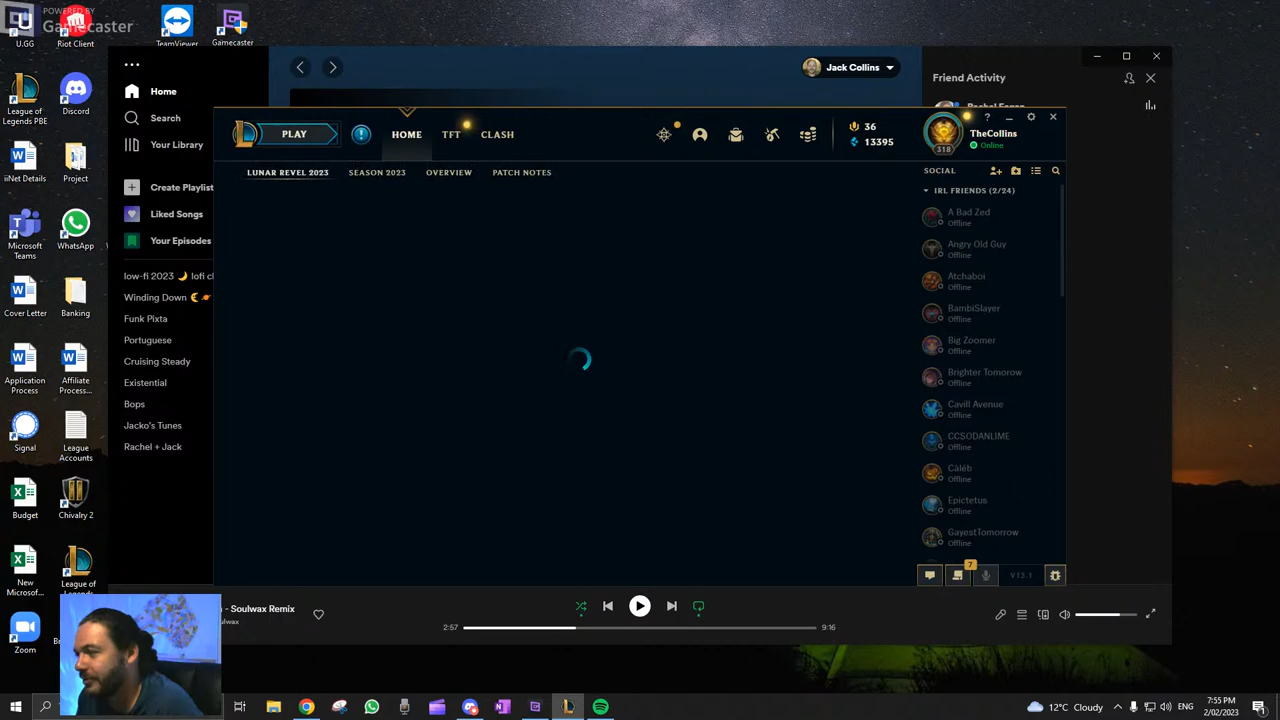 POWERED BY
Gamecaster
U.GG
Riot Client
TeamViewer
Gamecaster
League of
Legends PBE
Discord
Resume
Project
Microsoft
Teams
WhatsApp
Cover Letter
Banking
Application
Process
Affiliate
Process...
Signal
League
Accounts
Budget
Chivalry 2
New
Microsof...
League of
Legends
Zoom
Home
Search
Your Library
Create Playlist
Liked Songs
Your Episodes
low-fi 2023
Winding Down
Funk Pixta
Portuguese
Cruising Steady
Existential
Bops
Jacko's Tunes
Rachel + Jack
Jack Collins
Friend Activity
PLAY
HOME
TFT
CLASH
36
13395
318
TheCollins
Online
LUNAR REVEL 2023
SEASON 2023
OVERVIEW
PATCH NOTES
SOCIAL
IRL FRIENDS (2/24)
A Bad Zed
Offline
Angry Old Guy
Offline
Atchaboi
Offline
BambiSlayer
Offline
Big Zoomer
Offline
Brighter Tomorow
Offline
Cavill Avenue
Offline
CCSODANLIME
Offline
Càlèb
Offline
Epictetus
Offline
GayestTomorrow
Offline
7
V13.1
- Soulwax Remix
2:57
9:16
12°C Cloudy
7:55 PM
2/02/2023